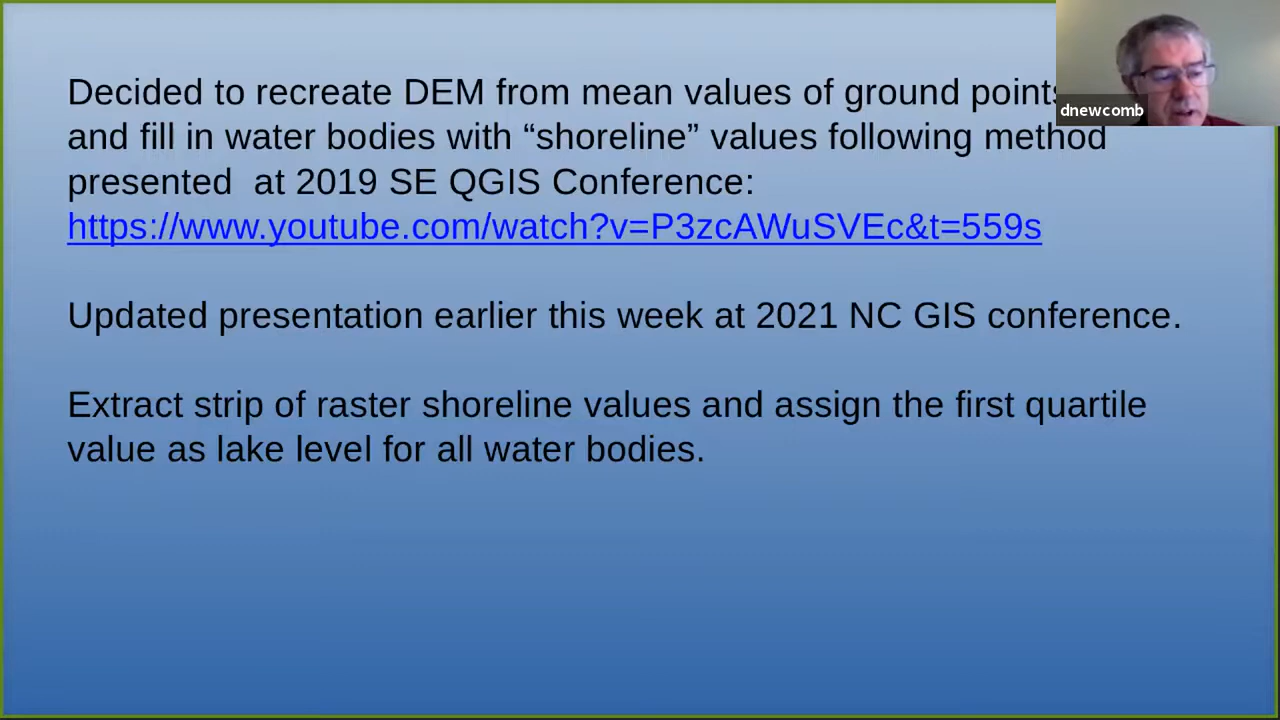 Decided to recreate DEM from mean values of ground points
and fill in water bodies with “shoreline” values following method
presented  at 2019 SE QGIS Conference:
https://www.youtube.com/watch?v=P3zcAWuSVEc&t=559s
Updated presentation earlier this week at 2021 NC GIS conference.
Extract strip of raster shoreline values and assign the first quartile
value as lake level for all water bodies.
dnewcomb